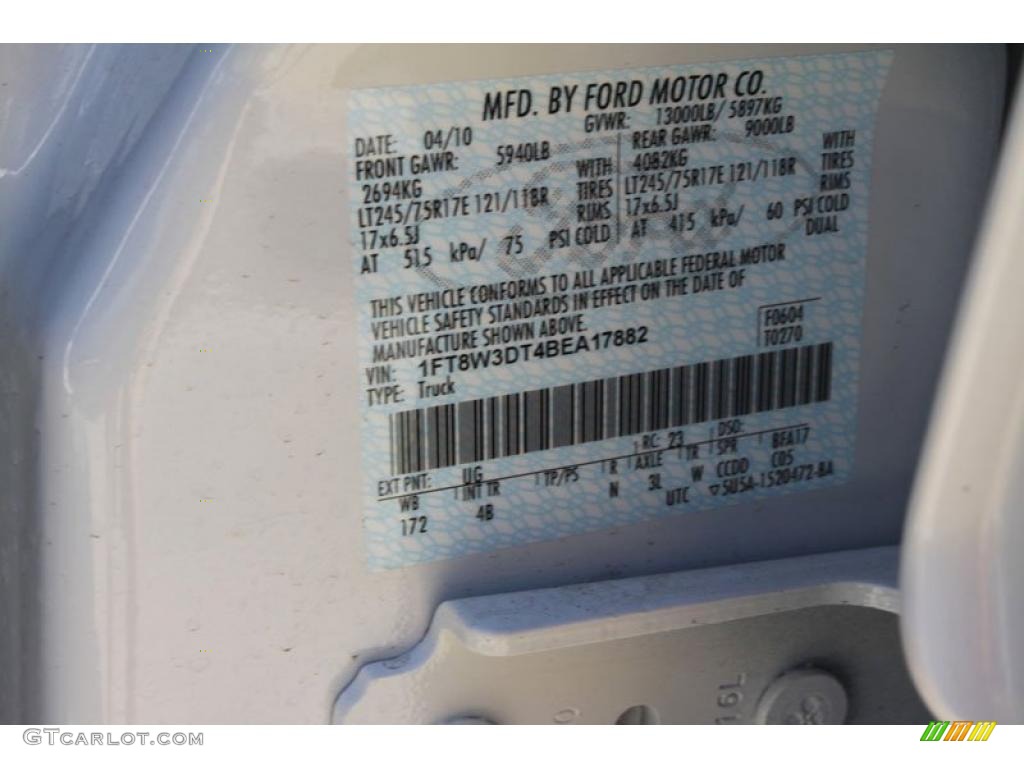 MFD. BY FORD MOTOR CO.
DATE: 04/10 GVWR: 13000LB/ 5897KG
FRONT GAWR: 5940LB REAR GAWR: 9000LB
2694KG WITH 4082KG WITH
LT245/75R17E 121/118R TIRES LT245/75R17E 121/118R TIRES
17x6.5J RIMS 17x6.5J RIMS
AT 515 kPa/ 75 PSI COLD AT 415 kPa/ 60 PSI COLD
DUAL
THIS VEHICLE CONFORMS TO ALL APPLICABLE FEDERAL MOTOR
VEHICLE SAFETY STANDARDS IN EFFECT ON THE DATE OF
MANUFACTURE SHOWN ABOVE.
VIN: 1FT8W3DT4BEA17882 F0604
TYPE: Truck T0270
EXT PNT: UG RC: 23 DSO:
WB INT TR TP/PS R AXLE TR SPR BFA17
172 4B N 3L W CCDD C05
UTC ▽5U5A-1520472-BA
16L
GTCarlot.com